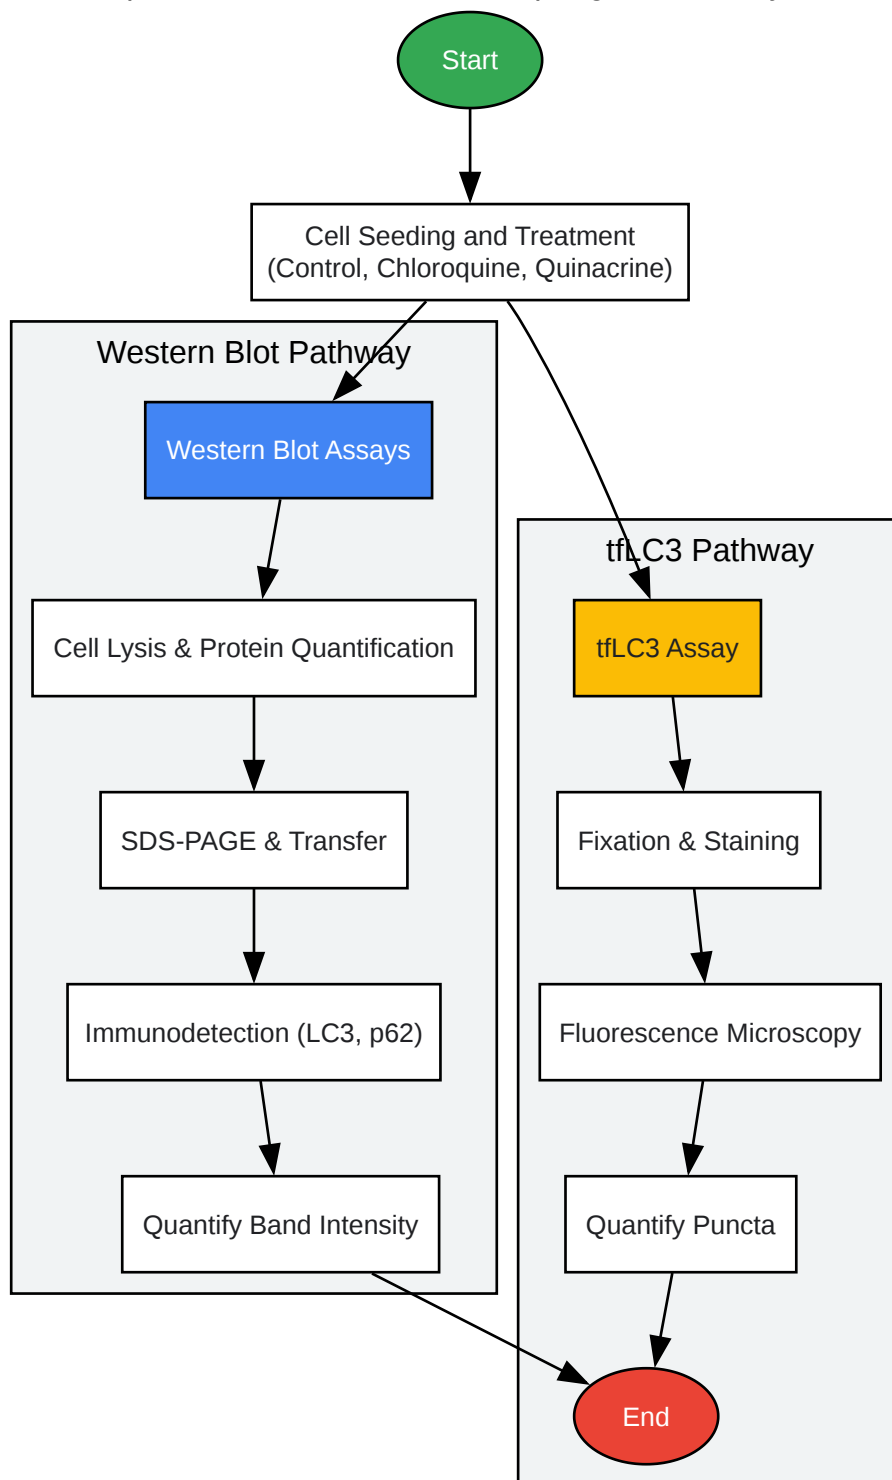 Start
Cell Seeding and Treatment
(Control, Chloroquine, Quinacrine)
Western Blot Pathway
Western Blot Assays
Cell Lysis & Protein Quantification
SDS-PAGE & Transfer
Immunodetection (LC3, p62)
Quantify Band Intensity
tfLC3 Pathway
tfLC3 Assay
Fixation & Staining
Fluorescence Microscopy
Quantify Puncta
End